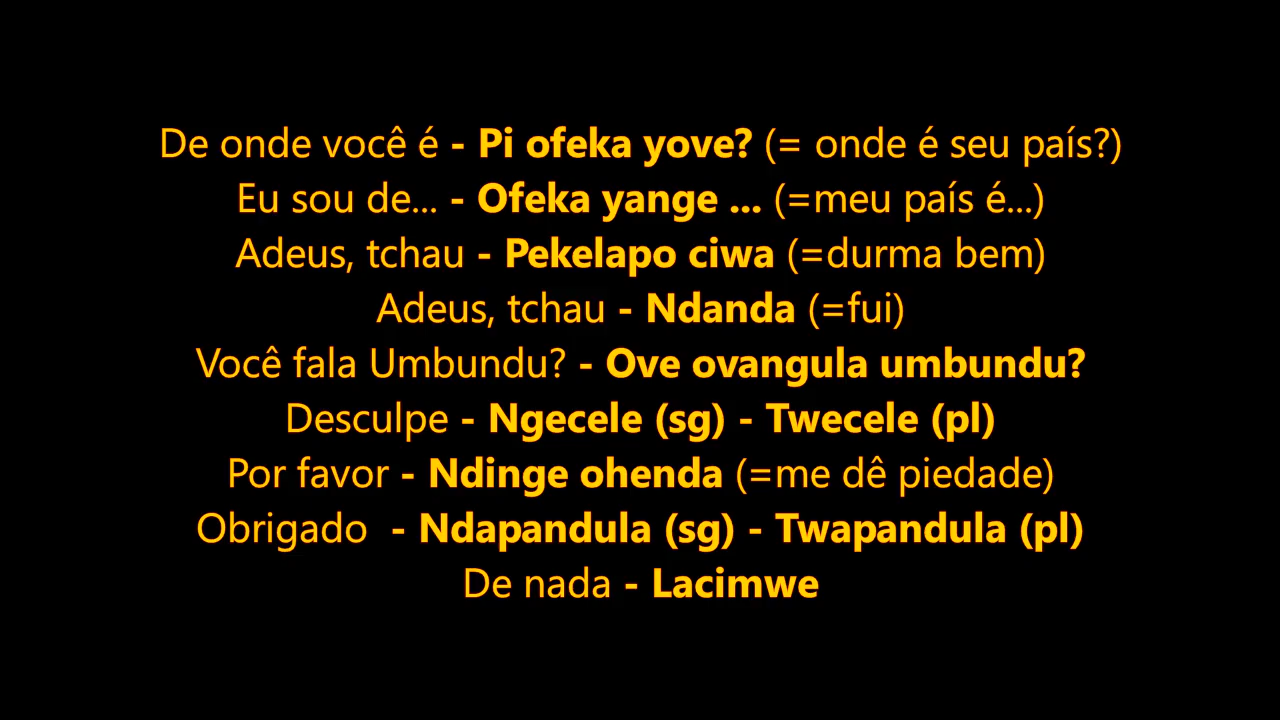 De onde você é - Pi ofeka yove? (= onde é seu país?)
Eu sou de... - Ofeka yange ... (=meu país é...)
Adeus, tchau - Pekelapo ciwa (=durma bem)
Adeus, tchau - Ndanda (=fui)
Você fala Umbundu? - Ove ovangula umbundu?
Desculpe - Ngecele (sg) - Twecele (pl)
Por favor - Ndinge ohenda (=me dê piedade)
Obrigado  - Ndapandula (sg) - Twapandula (pl)
De nada - Lacimwe